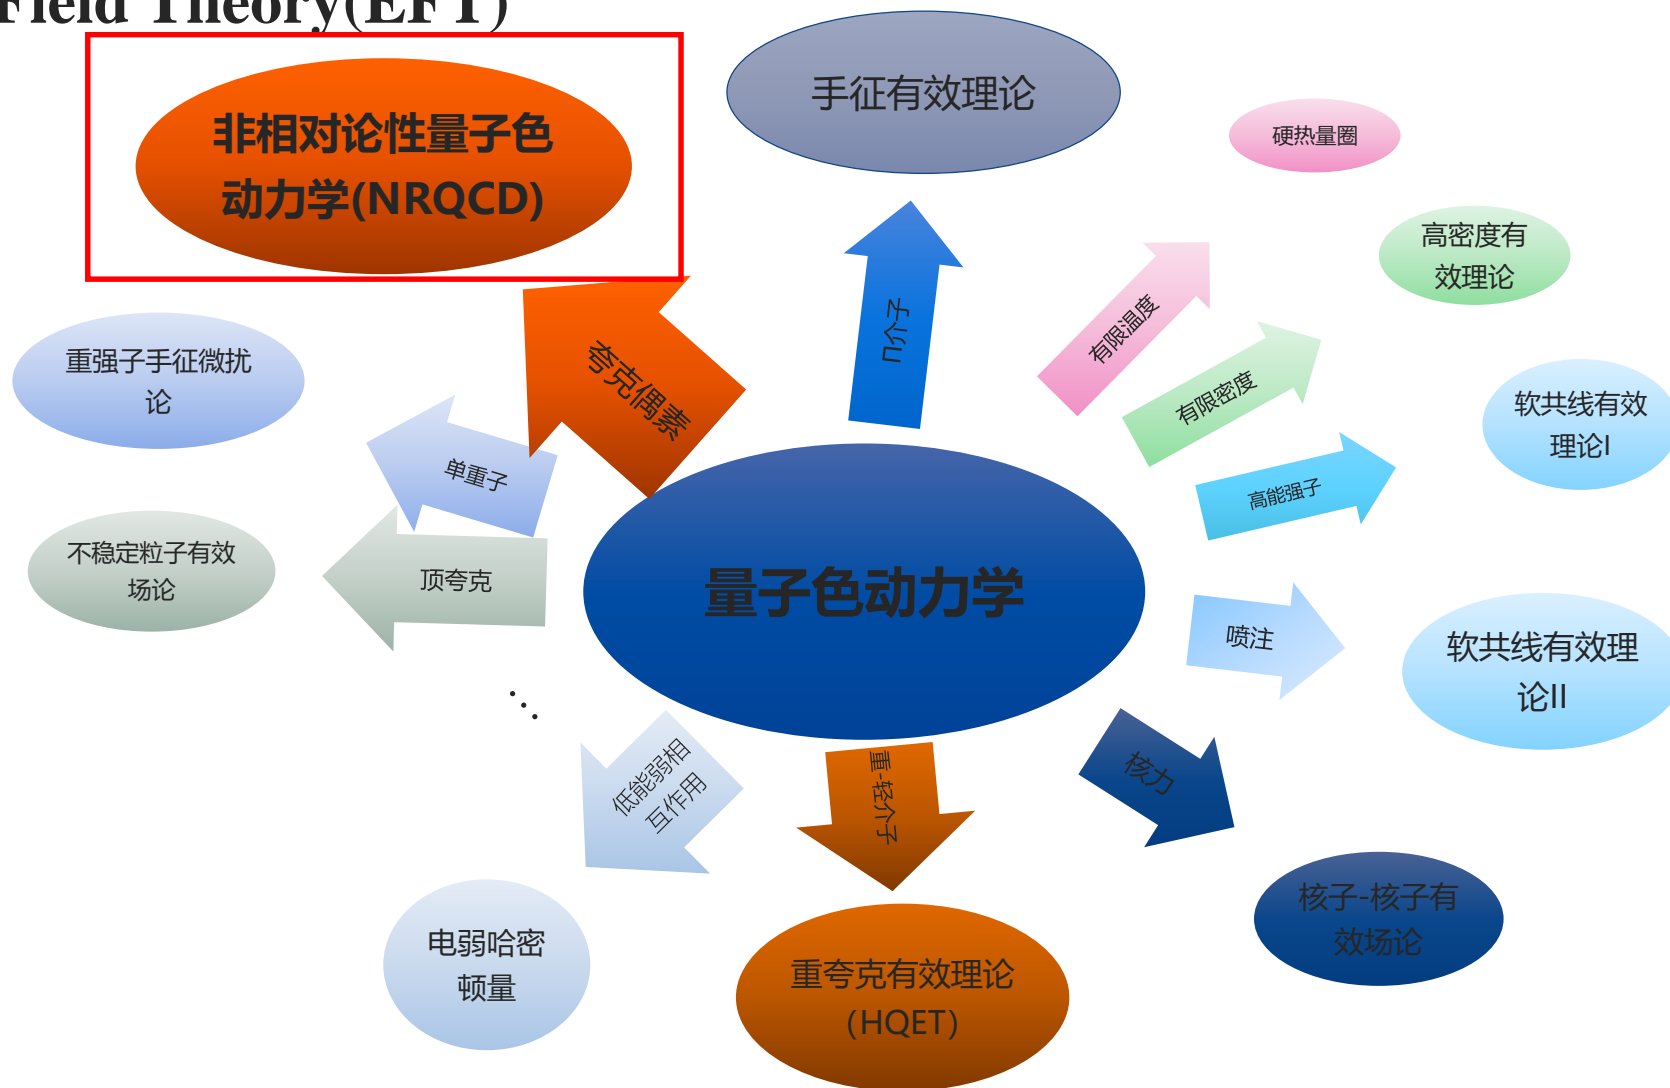 Field Theory(EFT)
非相对论性量子色
动力学(NRQCD)
手征有效理论
硬热量圈
高密度有
效理论
软共线有效
理论I
软共线有效理
论II
核子-核子有
效场论
重夸克有效理论
(HQET)
电弱哈密
顿量
不稳定粒子有效
场论
重强子手征微扰
论
夸克偶素
Π介子
有限温度
有限密度
高能强子
喷注
核力
重-轻介子
低能弱相
互作用
顶夸克
单重子
量子色动力学
...